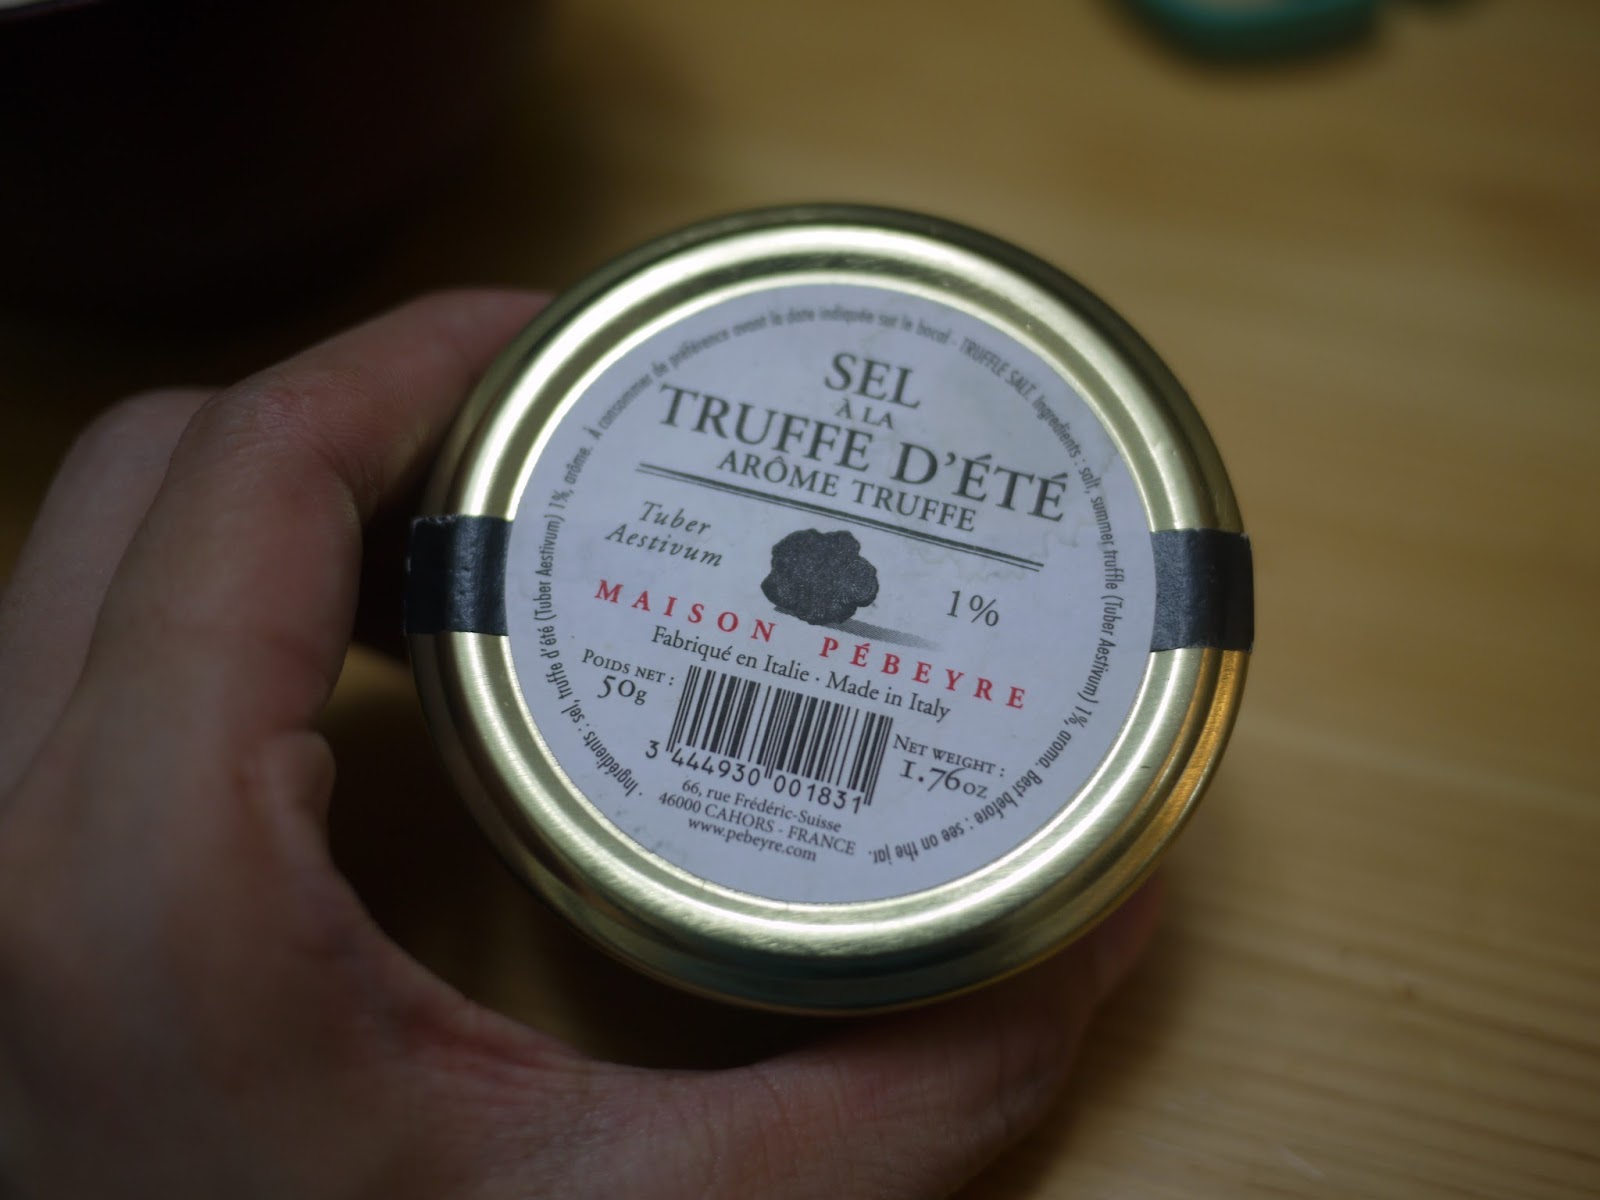 SEL
À LA
TRUFFE D'ÉTÉ
ARÔME TRUFFE
Tuber
Aestivum
1%
MAISON PÉBEYRE
Fabriqué en Italie · Made in Italy
POIDS NET :
50g
3 444930 001831
NET WEIGHT :
1.76oz
66, rue Frédéric-Suisse
46000 CAHORS - FRANCE
www.pebeyre.com
Ingrédients : sel, truffe d'été (Tuber Aestivum) 1%, arôme. À consommer de préférence avant la date indiquée sur le bocal - TRUFFLE SALT. Ingredients : salt, summer truffle (Tuber Aestivum) 1%, aroma. Best before : see on the jar.